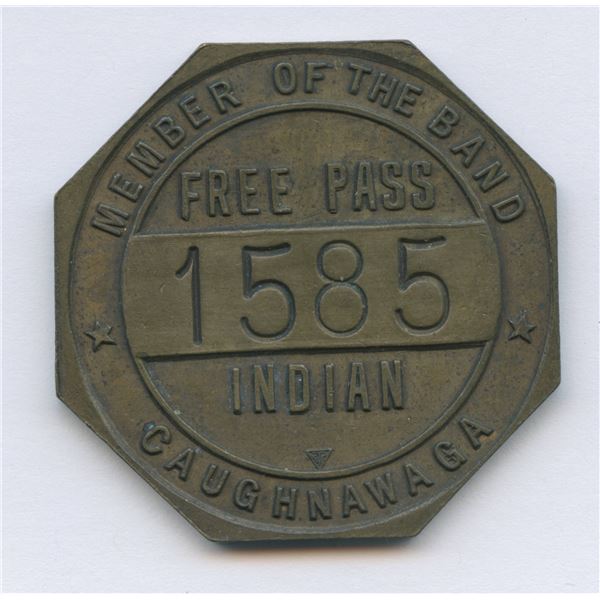 MEMBER OF THE BAND
FREE PASS
1585
INDIAN
CAUGHNAWAGA